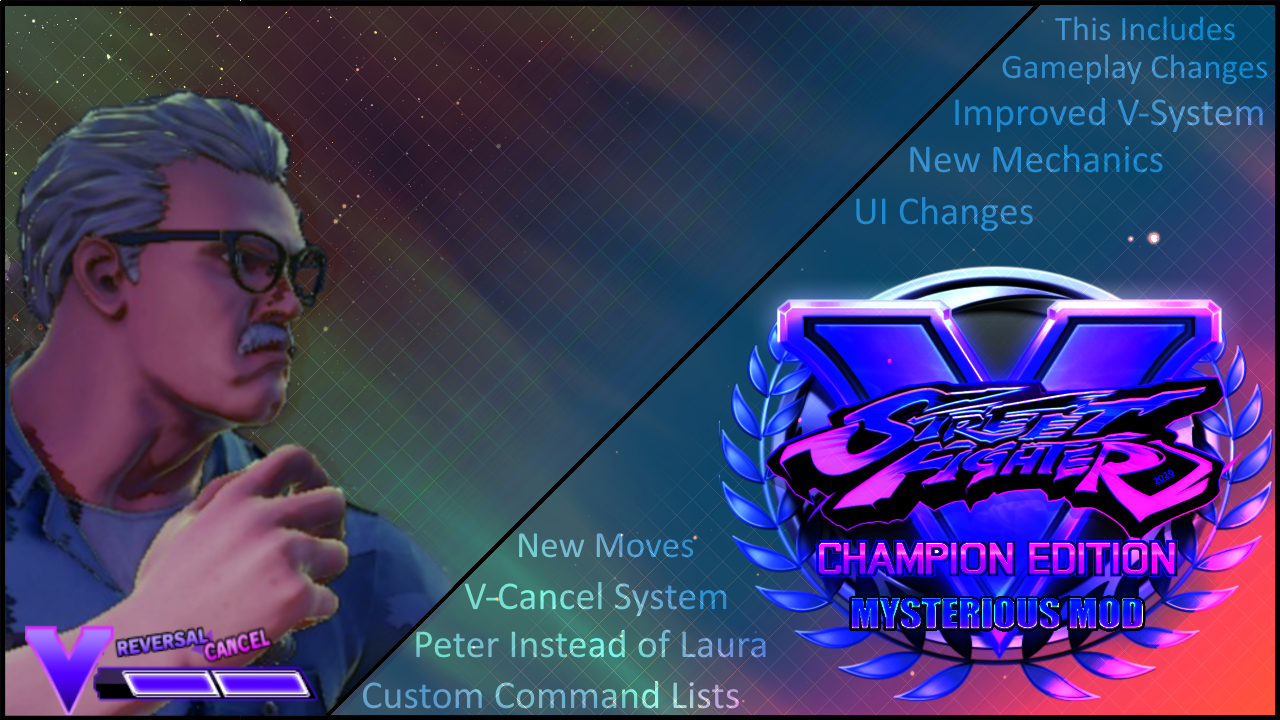 This Includes
Gameplay Changes
Improved V-System
New Mechanics
UI Changes
V
STREET
FIGHTER
2020
CHAMPION EDITION
MYSTERIOUS MOD
New Moves
V-Cancel System
Peter Instead of Laura
Custom Command Lists
V
REVERSAL
CANCEL